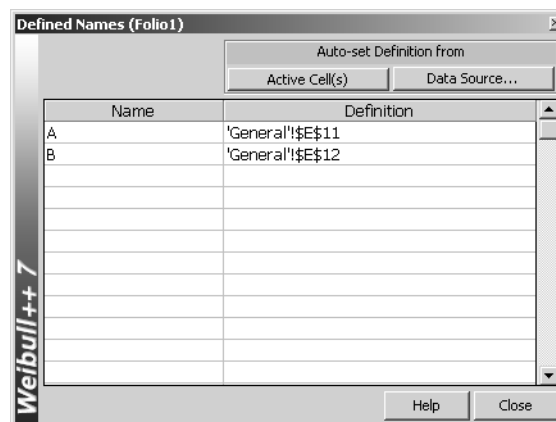 Defined Names (Folio1)
Auto-set Definition from
Active Cell(s) Data Source...
Name Definition
A 'General'!$E$11
B 'General'!$E$12
Weibull++ 7
Help Close